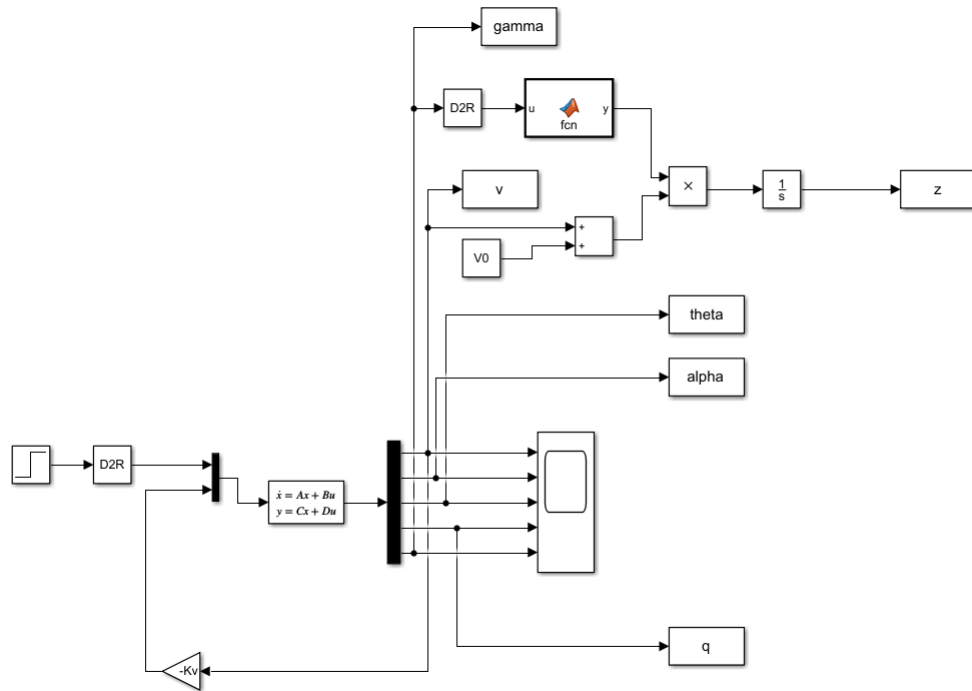 gamma
D2R
u
fcn
y
v
×
1
s
z
+
+
V0
theta
alpha
D2R
ẋ = Ax + Bu
y = Cx + Du
-Kv
q